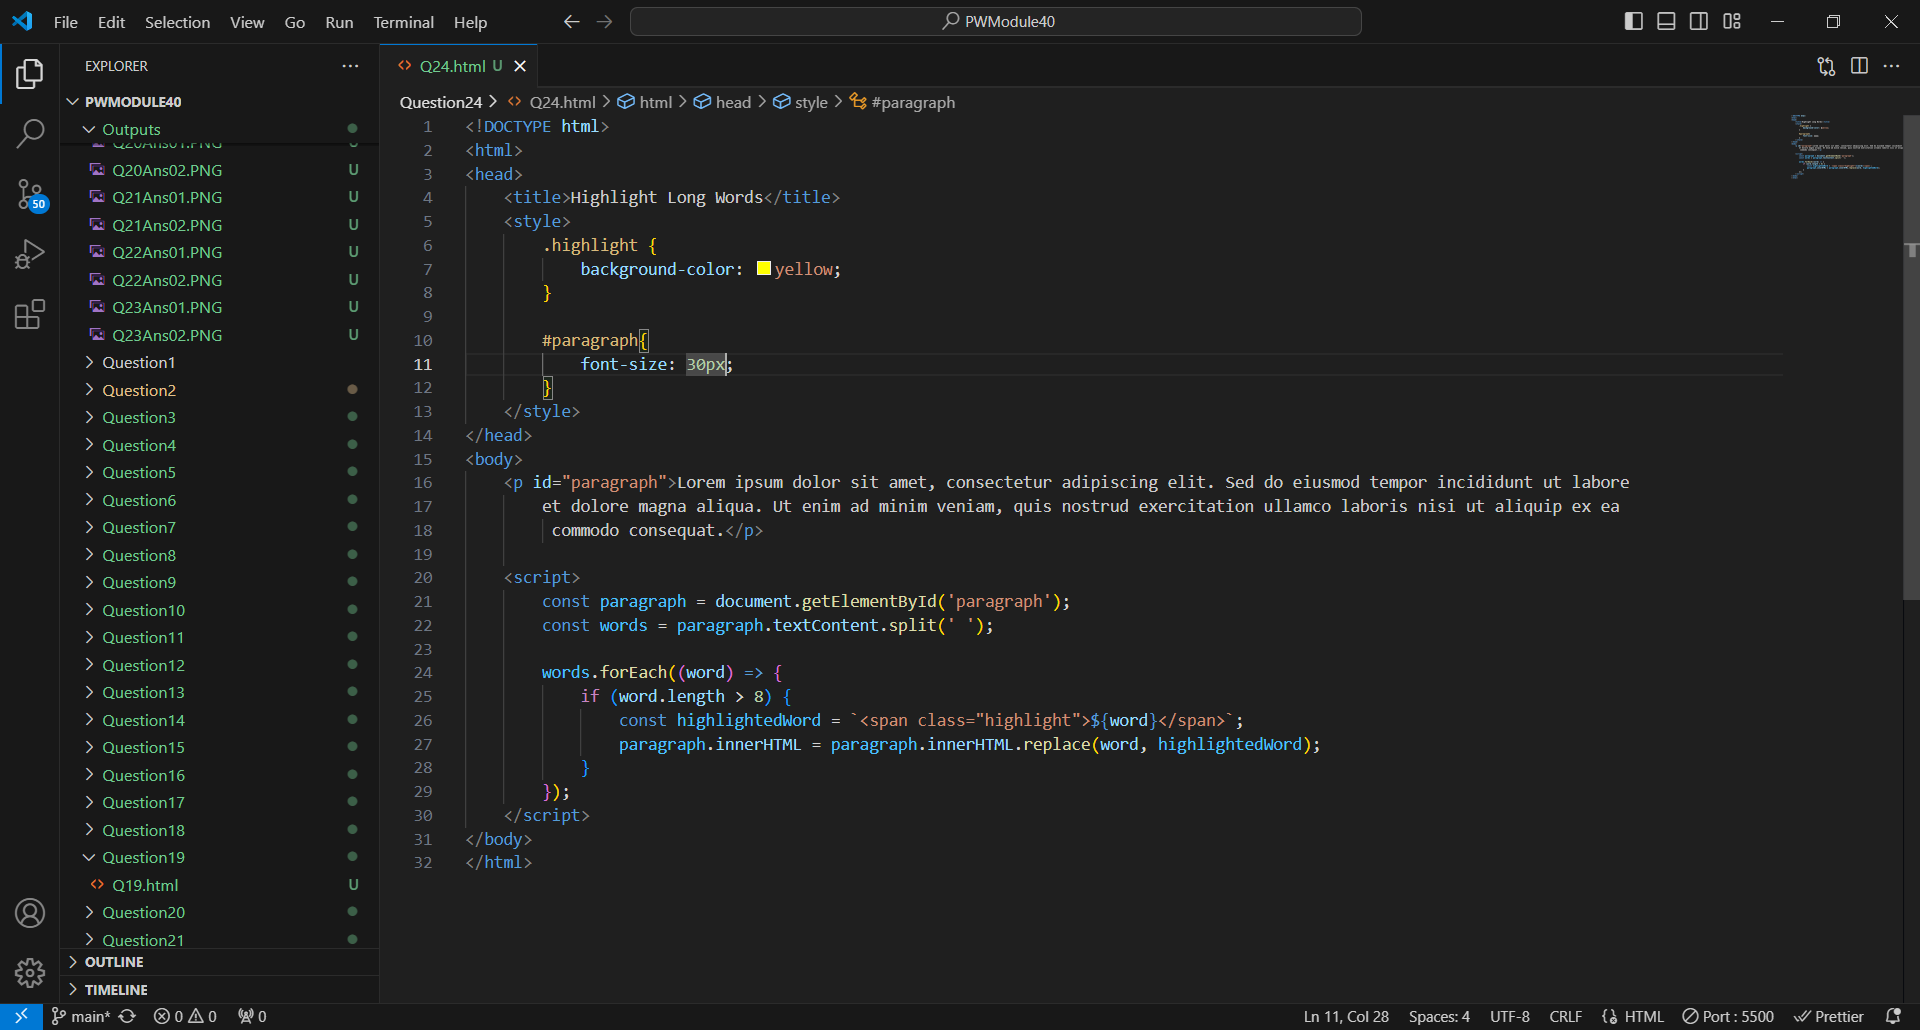 File Edit Selection View Go Run Terminal Help
PWModule40
EXPLORER
PWMODULE40
Outputs
Q20Ans01.PNG U
Q20Ans02.PNG U
Q21Ans01.PNG U
Q21Ans02.PNG U
Q22Ans01.PNG U
Q22Ans02.PNG U
Q23Ans01.PNG U
Q23Ans02.PNG U
Question1
Question2
Question3
Question4
Question5
Question6
Question7
Question8
Question9
Question10
Question11
Question12
Question13
Question14
Question15
Question16
Question17
Question18
Question19
Q19.html U
Question20
Question21
OUTLINE
TIMELINE
50
Q24.html U
Question24 > Q24.html > html > head > style > #paragraph
1 <!DOCTYPE html>
2 <html>
3 <head>
4 <title>Highlight Long Words</title>
5 <style>
6 .highlight {
7 background-color: yellow;
8 }
9
10 #paragraph{
11 font-size: 30px;
12 }
13 </style>
14 </head>
15 <body>
16 <p id="paragraph">Lorem ipsum dolor sit amet, consectetur adipiscing elit. Sed do eiusmod tempor incididunt ut labore
17 et dolore magna aliqua. Ut enim ad minim veniam, quis nostrud exercitation ullamco laboris nisi ut aliquip ex ea
18 commodo consequat.</p>
19
20 <script>
21 const paragraph = document.getElementById('paragraph');
22 const words = paragraph.textContent.split(' ');
23
24 words.forEach((word) => {
25 if (word.length > 8) {
26 const highlightedWord = `<span class="highlight">${word}</span>`;
27 paragraph.innerHTML = paragraph.innerHTML.replace(word, highlightedWord);
28 }
29 });
30 </script>
31 </body>
32 </html>
main* 0 0 0 Ln 11, Col 28 Spaces: 4 UTF-8 CRLF HTML Port : 5500 Prettier